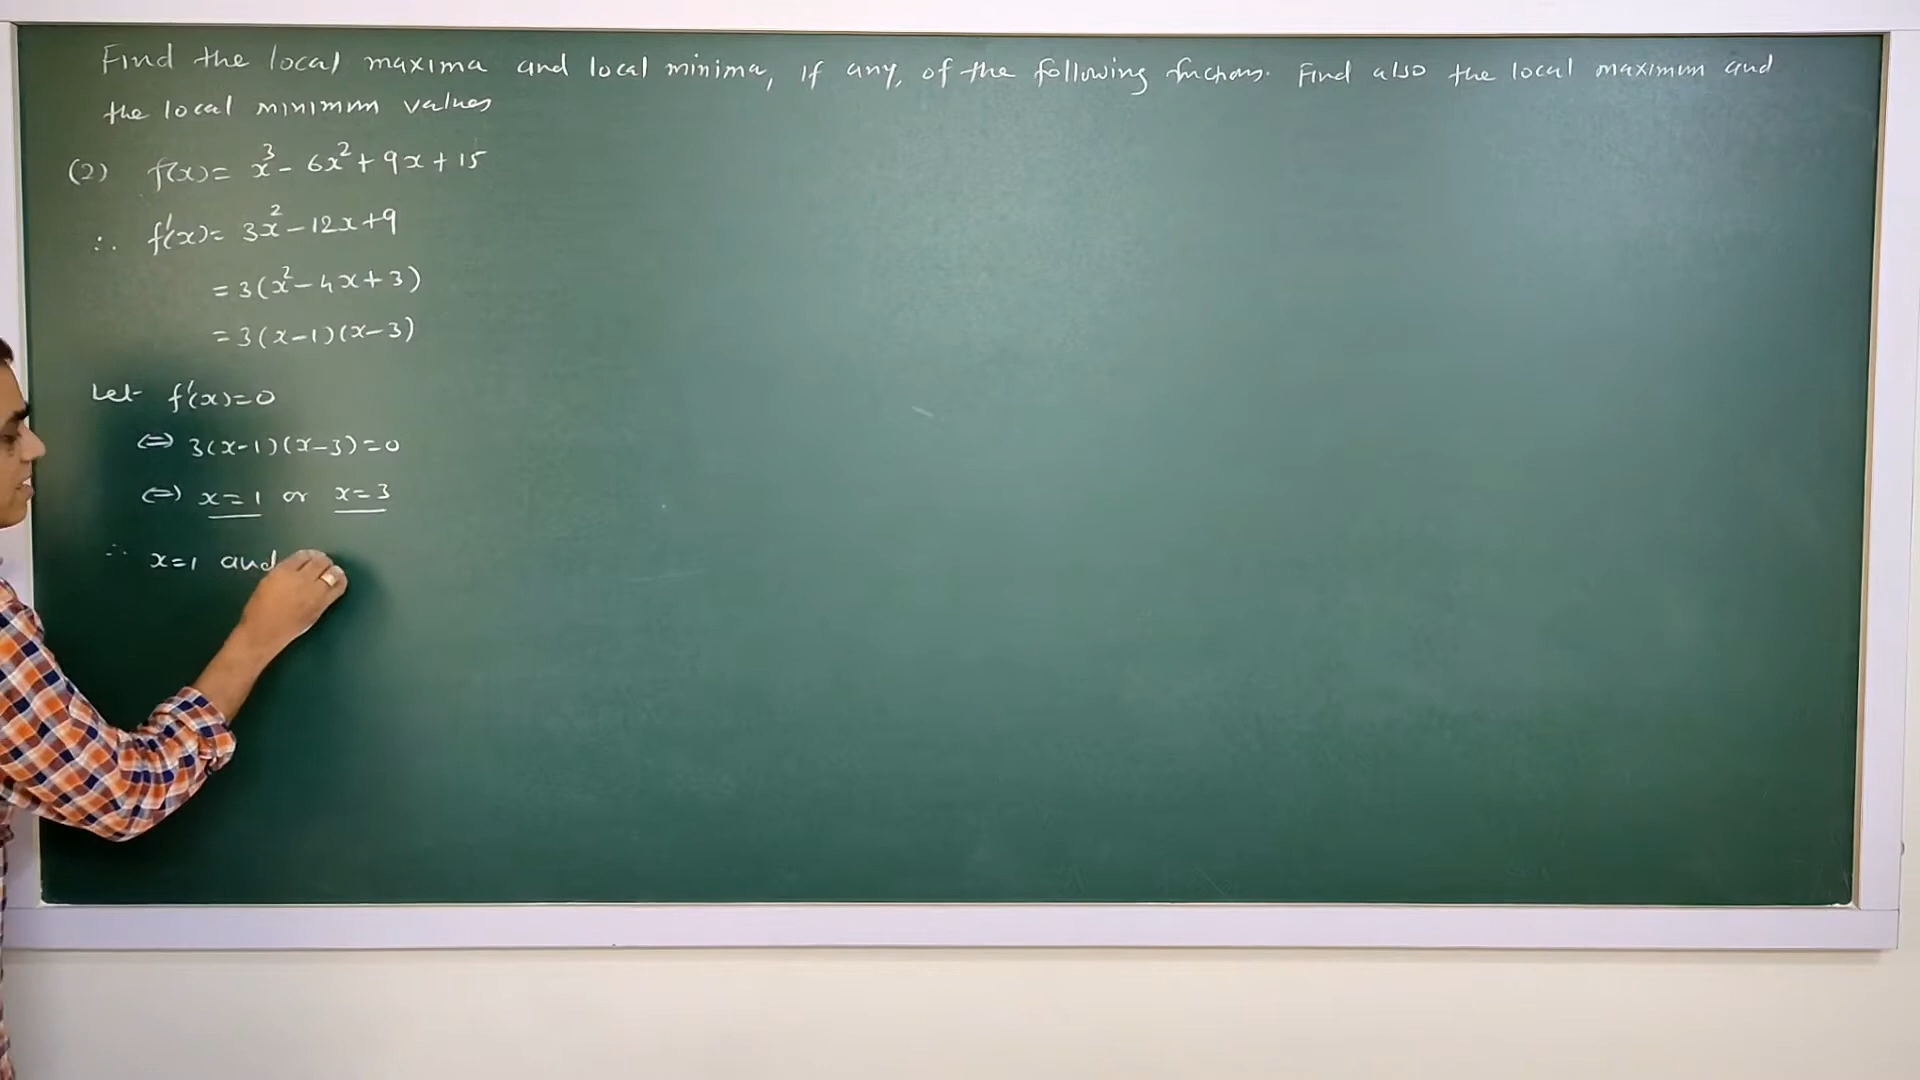 Find the local maxima and local minima, if any, of the following functions. Find also the local maximum and
the local minimum values
(2) f(x)= x³- 6x²+ 9x + 15
∴ f'(x)= 3x²-12x+9
= 3(x²-4x+3)
= 3(x-1)(x-3)
Let f'(x)=0
⇔ 3(x-1)(x-3)=0
⇔ x=1 or x=3
∴ x=1 and